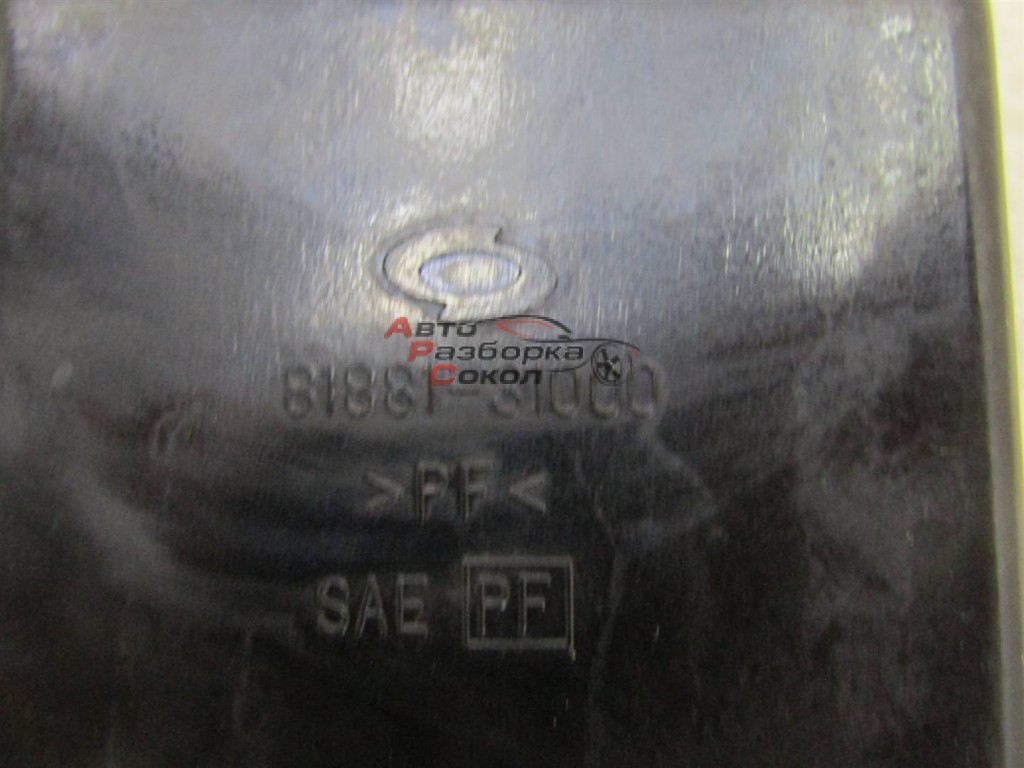 Авто
Разборка
Сокол
81881-31000
>PF<
SAE PF